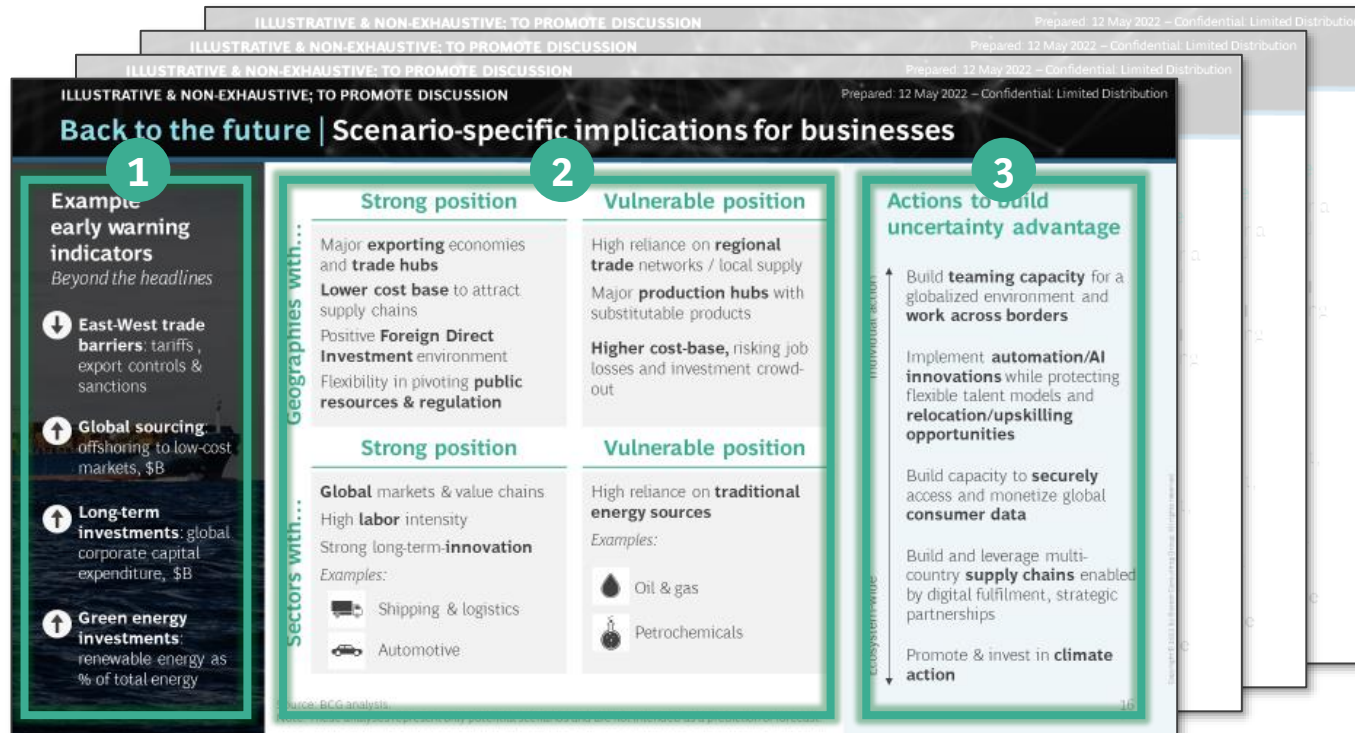 ILLUSTRATIVE & NON-EXHAUSTIVE; TO PROMOTE DISCUSSION
Prepared: 12 May 2022 – Confidential: Limited Distribution
ILLUSTRATIVE & NON-EXHAUSTIVE; TO PROMOTE DISCUSSION
Prepared: 12 May 2022 – Confidential: Limited Distribution
ILLUSTRATIVE & NON-EXHAUSTIVE; TO PROMOTE DISCUSSION
Prepared: 12 May 2022 – Confidential: Limited Distribution
ILLUSTRATIVE & NON-EXHAUSTIVE; TO PROMOTE DISCUSSION
Prepared: 12 May 2022 – Confidential: Limited Distribution
Back to the future | Scenario-specific implications for businesses
1
Example
early warning
indicators
Beyond the headlines
East-West trade
barriers: tariffs,
export controls &
sanctions
Global sourcing:
offshoring to low-cost
markets, $B
Long-term
investments: global
corporate capital
expenditure, $B
Green energy
investments:
renewable energy as
% of total energy
2
Geographies with...
Strong position
Major exporting economies
and trade hubs
Lower cost base to attract
supply chains
Positive Foreign Direct
Investment environment
Flexibility in pivoting public
resources & regulation
Vulnerable position
High reliance on regional
trade networks / local supply
Major production hubs with
substitutable products
Higher cost-base, risking job
losses and investment crowd-
out
Sectors with...
Strong position
Global markets & value chains
High labor intensity
Strong long-term-innovation
Examples:
Shipping & logistics
Automotive
Vulnerable position
High reliance on traditional
energy sources
Examples:
Oil & gas
Petrochemicals
3
Actions to build
uncertainty advantage
Individual action
Ecosystem-wide
Build teaming capacity for a
globalized environment and
work across borders
Implement automation/AI
innovations while protecting
flexible talent models and
relocation/upskilling
opportunities
Build capacity to securely
access and monetize global
consumer data
Build and leverage multi-
country supply chains enabled
by digital fulfilment, strategic
partnerships
Promote & invest in climate
action
Source: BCG analysis.
16